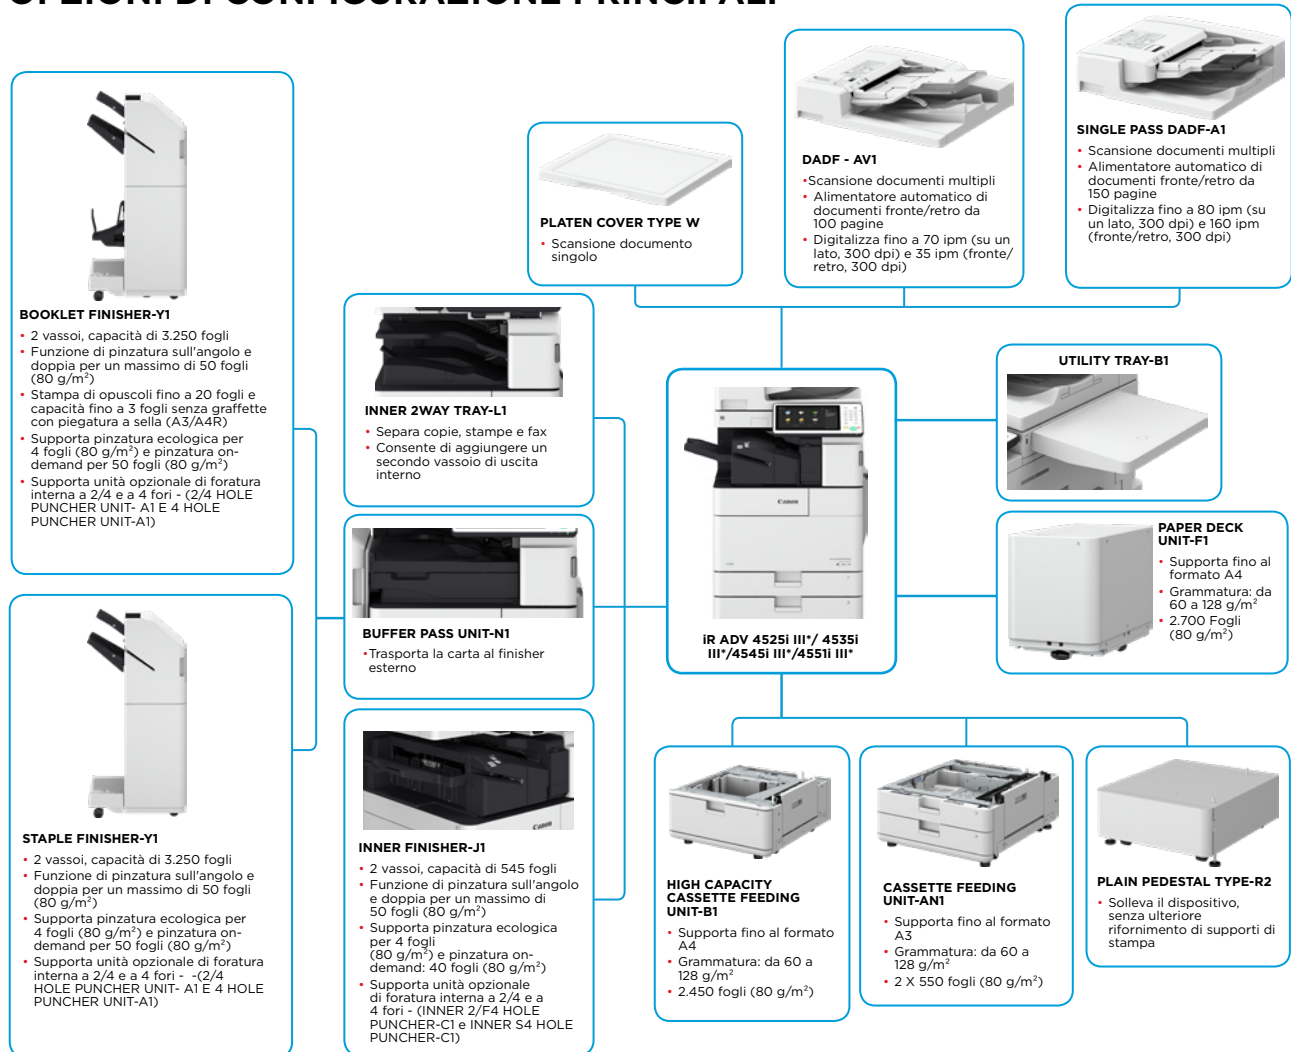 OPZIONI DI CONFIGURAZIONE PRINCIPALI
BOOKLET FINISHER-Y1
• 2 vassoi, capacità di 3.250 fogli
• Funzione di pinzatura sull'angolo e
doppia per un massimo di 50 fogli
(80 g/m²)
• Stampa di opuscoli fino a 20 fogli e
capacità fino a 3 fogli senza graffette
con piegatura a sella (A3/A4R)
• Supporta pinzatura ecologica per
4 fogli (80 g/m²) e pinzatura on-
demand per 50 fogli (80 g/m²)
• Supporta unità opzionale di foratura
interna a 2/4 e a 4 fori - (2/4 HOLE
PUNCHER UNIT- A1 E 4 HOLE
PUNCHER UNIT-A1)
STAPLE FINISHER-Y1
• 2 vassoi, capacità di 3.250 fogli
• Funzione di pinzatura sull'angolo e
doppia per un massimo di 50 fogli
(80 g/m²)
• Supporta pinzatura ecologica per
4 fogli (80 g/m²) e pinzatura on-
demand per 50 fogli (80 g/m²)
• Supporta unità opzionale di foratura
interna a 2/4 e a 4 fori - -(2/4
HOLE PUNCHER UNIT- A1 E 4 HOLE
PUNCHER UNIT-A1)
INNER 2WAY TRAY-L1
• Separa copie, stampe e fax
• Consente di aggiungere un
secondo vassoio di uscita
interno
BUFFER PASS UNIT-N1
•Trasporta la carta al finisher
esterno
Canon
INNER FINISHER-J1
• 2 vassoi, capacità di 545 fogli
• Funzione di pinzatura sull'angolo
e doppia per un massimo di
50 fogli (80 g/m²)
• Supporta pinzatura ecologica
per 4 fogli
(80 g/m²) e pinzatura on-
demand: 40 fogli (80 g/m²)
• Supporta unità opzionale
di foratura interna a 2/4 e a
4 fori - (INNER 2/F4 HOLE
PUNCHER-C1 e INNER S4 HOLE
PUNCHER-C1)
PLATEN COVER TYPE W
• Scansione documento
singolo
DADF - AV1
•Scansione documenti multipli
• Alimentatore automatico di
documenti fronte/retro da
100 pagine
• Digitalizza fino a 70 ipm (su un
lato, 300 dpi) e 35 ipm (fronte/
retro, 300 dpi)
SINGLE PASS DADF-A1
• Scansione documenti multipli
• Alimentatore automatico di
documenti fronte/retro da
150 pagine
• Digitalizza fino a 80 ipm (su
un lato, 300 dpi) e 160 ipm
(fronte/retro, 300 dpi)
Canon
iR ADV 4525i III*/ 4535i
III*/4545i III*/4551i III*
UTILITY TRAY-B1
PAPER DECK
UNIT-F1
• Supporta fino al
formato A4
• Grammatura: da
60 a 128 g/m²
• 2.700 Fogli
(80 g/m²)
HIGH CAPACITY
CASSETTE FEEDING
UNIT-B1
• Supporta fino al formato
A4
• Grammatura: da 60 a
128 g/m²
• 2.450 fogli (80 g/m²)
CASSETTE FEEDING
UNIT-AN1
• Supporta fino al formato
A3
• Grammatura: da 60 a
128 g/m²
• 2 X 550 fogli (80 g/m²)
PLAIN PEDESTAL TYPE-R2
• Solleva il dispositivo,
senza ulteriore
rifornimento di supporti di
stampa